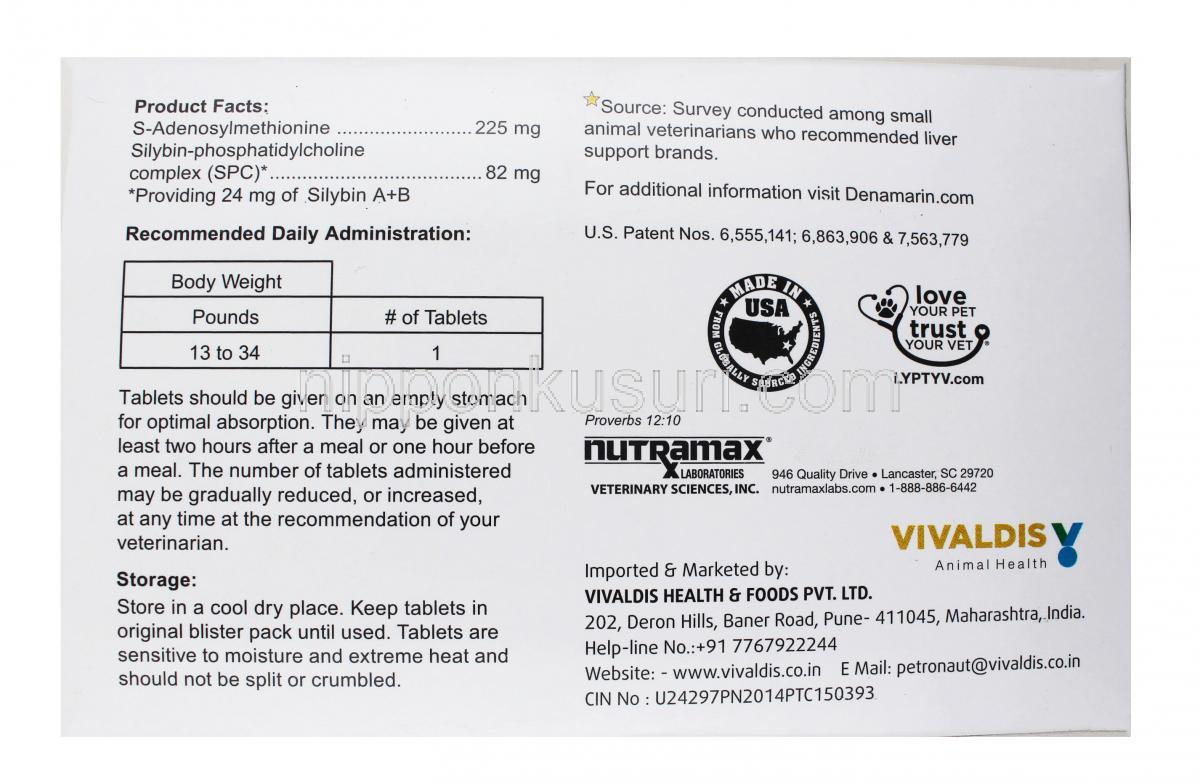 Product Facts:
S-Adenosylmethionine ......................... 225 mg
Silybin-phosphatidylcholine
complex (SPC)*........................................ 82 mg
*Providing 24 mg of Silybin A+B
Recommended Daily Administration:
Body Weight
Pounds # of Tablets
13 to 34 1
Tablets should be given on an empty stomach
for optimal absorption. They may be given at
least two hours after a meal or one hour before
a meal. The number of tablets administered
may be gradually reduced, or increased,
at any time at the recommendation of your
veterinarian.
Storage:
Store in a cool dry place. Keep tablets in
original blister pack until used. Tablets are
sensitive to moisture and extreme heat and
should not be split or crumbled.
Source: Survey conducted among small
animal veterinarians who recommended liver
support brands.
For additional information visit Denamarin.com
U.S. Patent Nos. 6,555,141; 6,863,906 & 7,563,779
MADE IN
USA
FROM GLOBALLY SOURCED INGREDIENTS
love
YOUR PET
trust
YOUR VET®
LYPTYV.com
nipponkusuri.com
Proverbs 12:10
nutramax®
LABORATORIES
VETERINARY SCIENCES, INC.
946 Quality Drive • Lancaster, SC 29720
nutramaxlabs.com • 1-888-886-6442
VIVALDIS
Animal Health
Imported & Marketed by:
VIVALDIS HEALTH & FOODS PVT. LTD.
202, Deron Hills, Baner Road, Pune- 411045, Maharashtra, India.
Help-line No.:+91 7767922244
Website: - www.vivaldis.co.in E Mail: petronaut@vivaldis.co.in
CIN No : U24297PN2014PTC150393